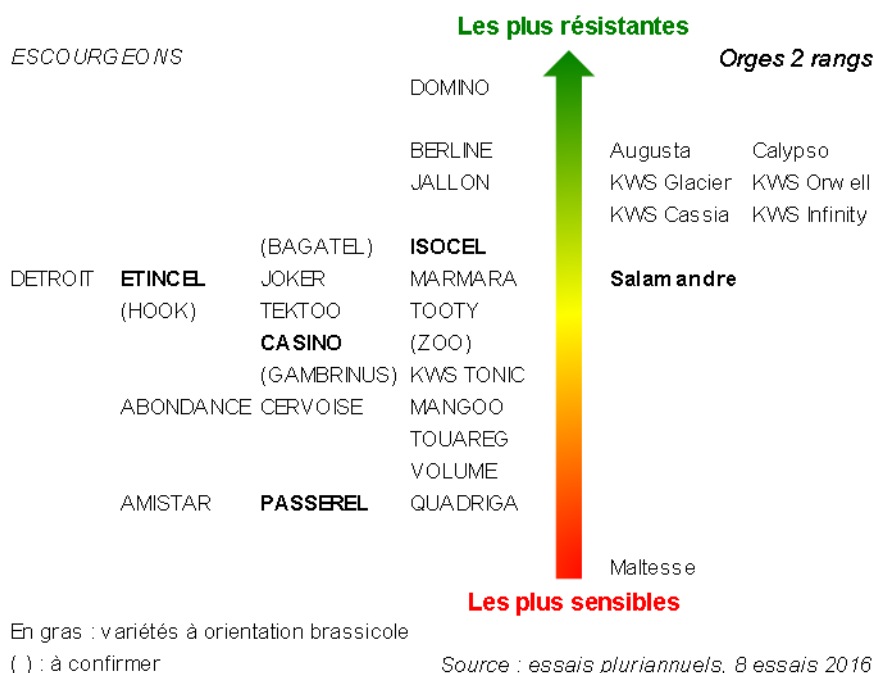 Les plus résistantes
ESCOURGEONS Orges 2 rangs
DOMINO
BERLINE Augusta Calypso
JALLON KWS Glacier KWS Orwell
KWS Cassia KWS Infinity
(BAGATEL) ISOCEL
DETROIT ETINCEL JOKER MARMARA Salamandre
(HOOK) TEKTOO TOOTY
CASINO (ZOO)
(GAMBRINUS) KWS TONIC
ABONDANCE CERVOISE MANGOO
TOUAREG
VOLUME
AMISTAR PASSEREL QUADRIGA
Maltesse
Les plus sensibles
En gras : variétés à orientation brassicole
( ) : à confirmer Source : essais pluriannuels, 8 essais 2016